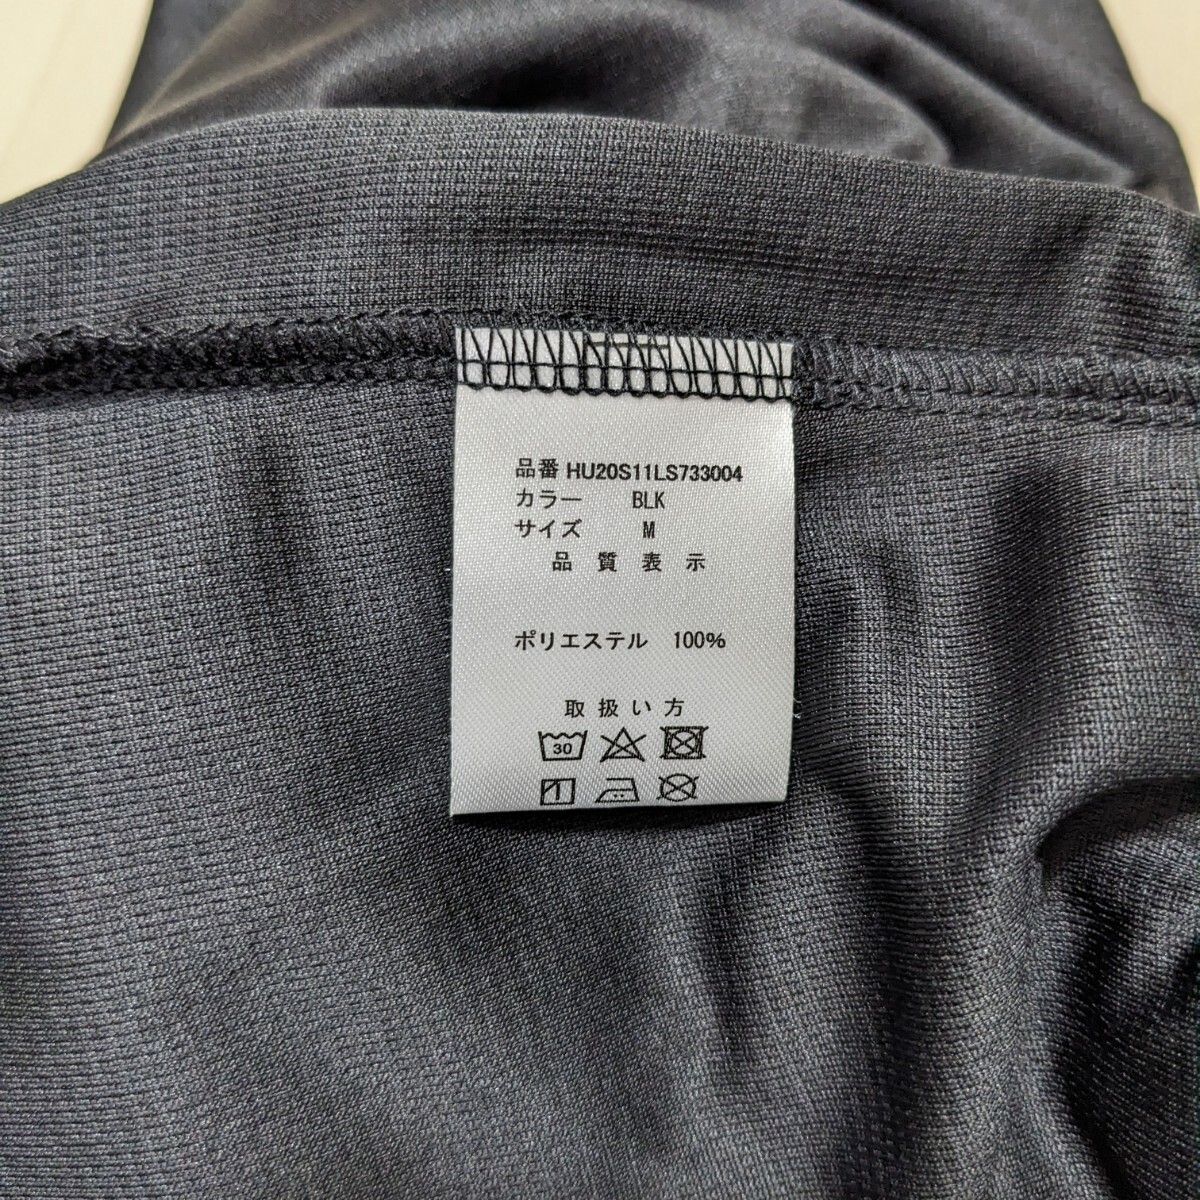 品番 HU20S11LS733004
カラー BLK
サイズ M
品質表示
ポリエステル 100%
取扱い方
30